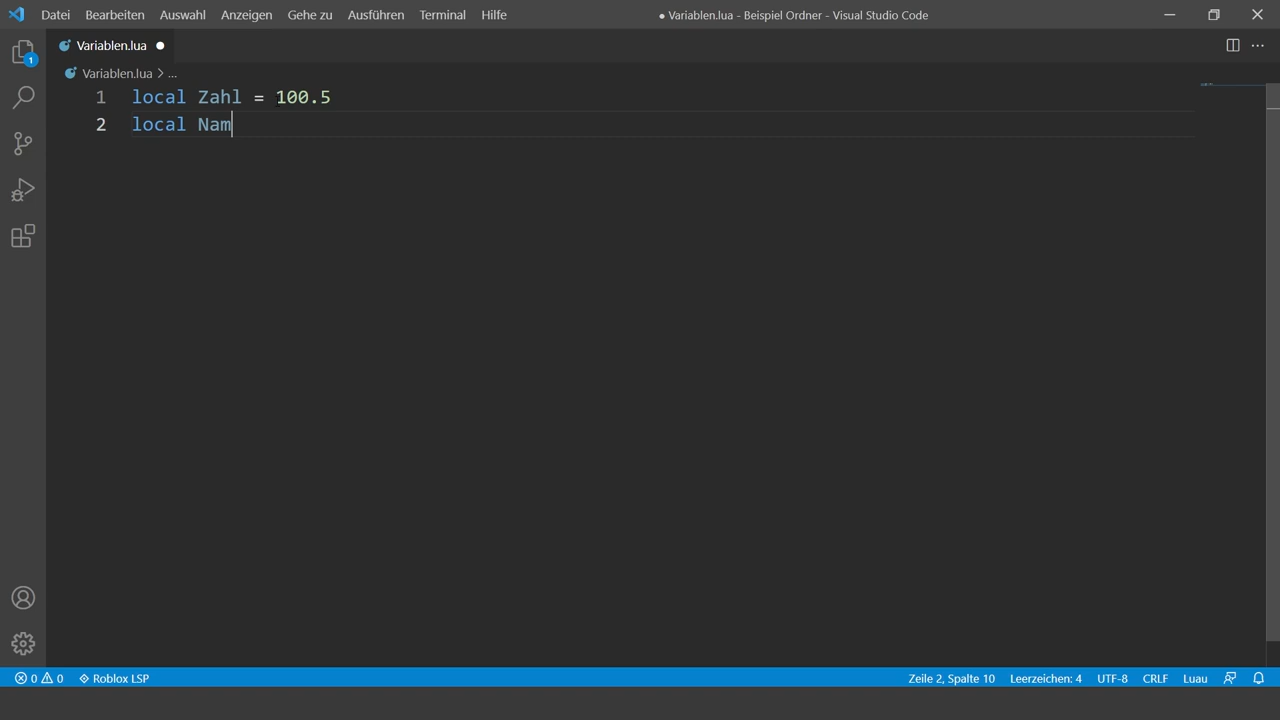 Datei Bearbeiten Auswahl Anzeigen Gehe zu Ausführen Terminal Hilfe ● Variablen.lua - Beispiel Ordner - Visual Studio Code
Variablen.lua
1
Variablen.lua > ...
1 local Zahl = 100.5
2 local Nam
0 0 Roblox LSP Zeile 2, Spalte 10 Leerzeichen: 4 UTF-8 CRLF Luau